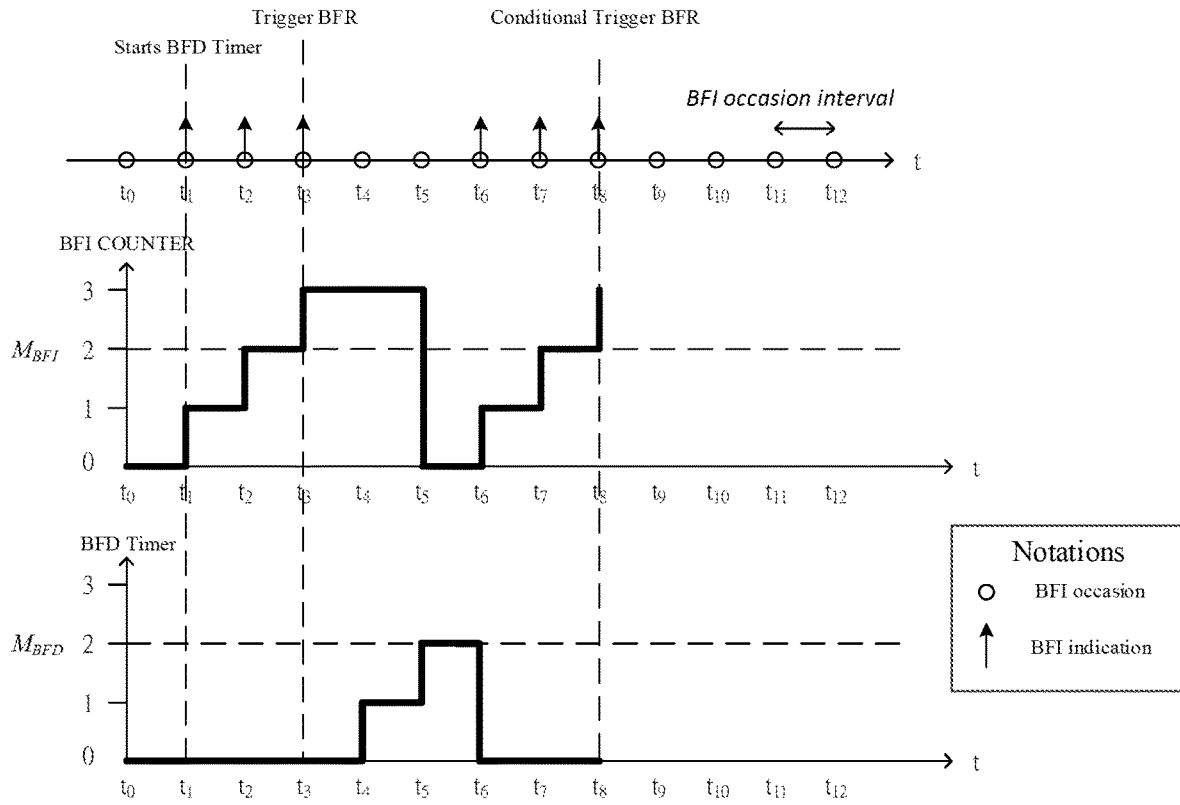 Trigger BFR
Conditional Trigger BFR
Starts BFD Timer
BFI occasion interval
t
t₀ t₁ t₂ t₃ t₄ t₅ t₆ t₇ t₈ t₉ t₁₀ t₁₁ t₁₂
BFI COUNTER
3
M_BFI 2
1
0
t
t₀ t₁ t₂ t₃ t₄ t₅ t₆ t₇ t₈ t₉ t₁₀ t₁₁ t₁₂
BFD Timer
3
M_BFD 2
1
0
t
t₀ t₁ t₂ t₃ t₄ t₅ t₆ t₇ t₈ t₉ t₁₀ t₁₁ t₁₂
Notations
BFI occasion
BFI indication